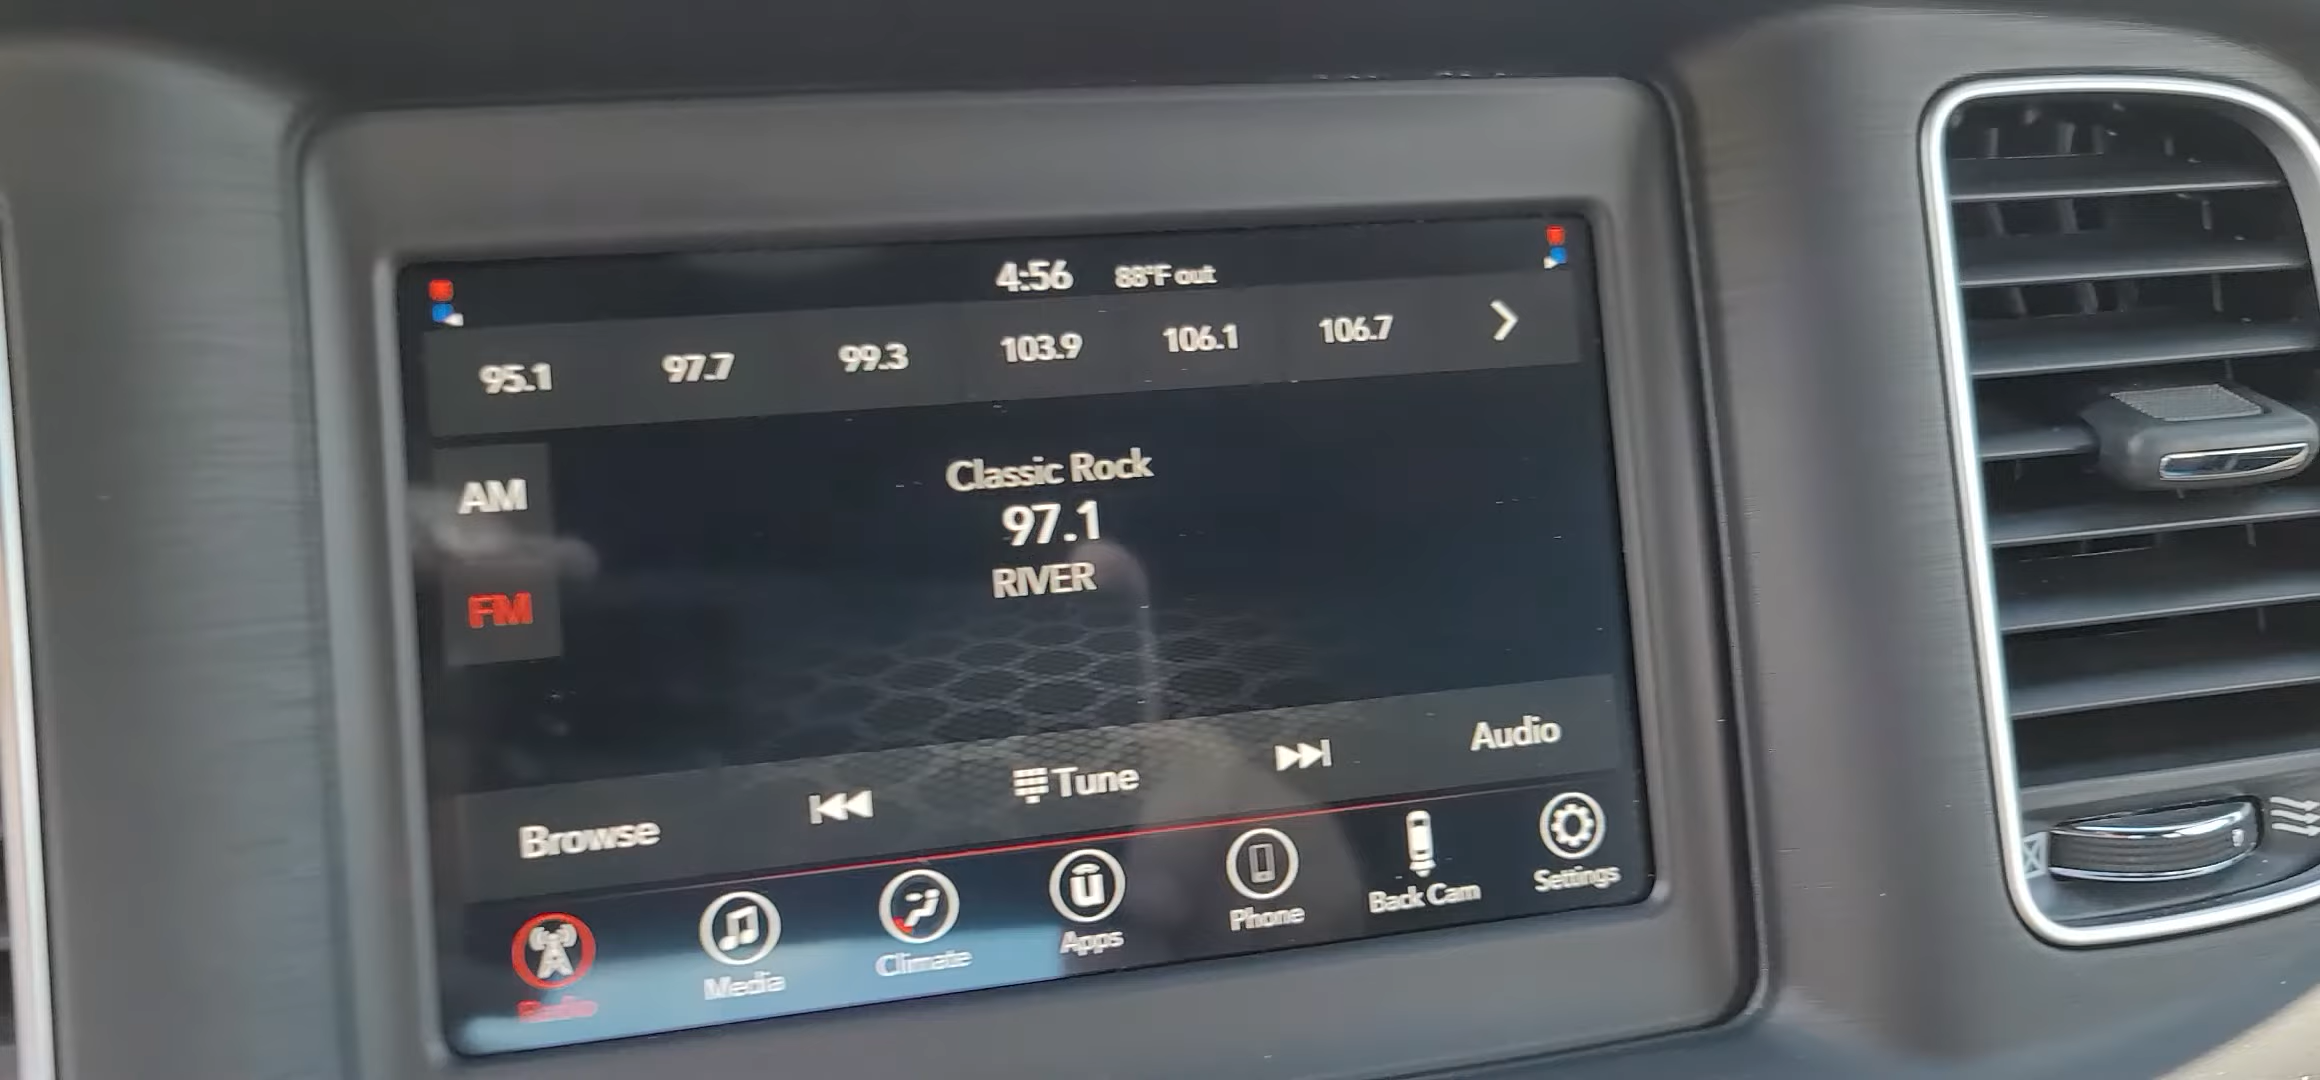 4:56 88°F out
95.1 97.7 99.3 103.9 106.1 106.7
AM
Classic Rock
97.1
FM
RIVER
Browse Tune Audio
Radio Media Climate Apps Phone Back Cam Settings